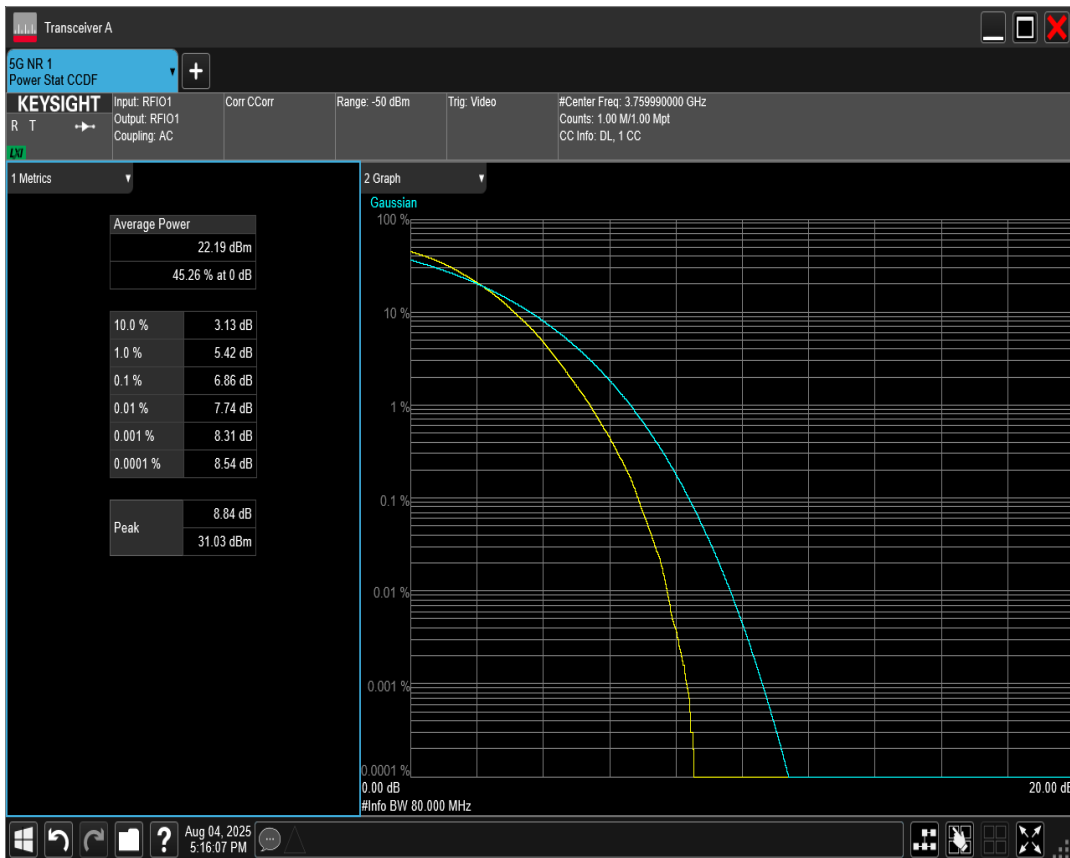 Transceiver A
5G NR 1
Power Stat CCDF
+
KEYSIGHT
R T
LXI
Input: RFIO1
Output: RFIO1
Coupling: AC
Corr CCorr
Range: -50 dBm
Trig: Video
#Center Freq: 3.759990000 GHz
Counts: 1.00 M/1.00 Mpt
CC Info: DL, 1 CC
1 Metrics
Average Power
22.19 dBm
45.26 % at 0 dB
10.0 % 3.13 dB
1.0 % 5.42 dB
0.1 % 6.86 dB
0.01 % 7.74 dB
0.001 % 8.31 dB
0.0001 % 8.54 dB
Peak
8.84 dB
31.03 dBm
2 Graph
Gaussian
100 %
10 %
1 %
0.1 %
0.01 %
0.001 %
0.0001 %
0.00 dB 20.00 dB
#Info BW 80.000 MHz
?
Aug 04, 2025
5:16:07 PM